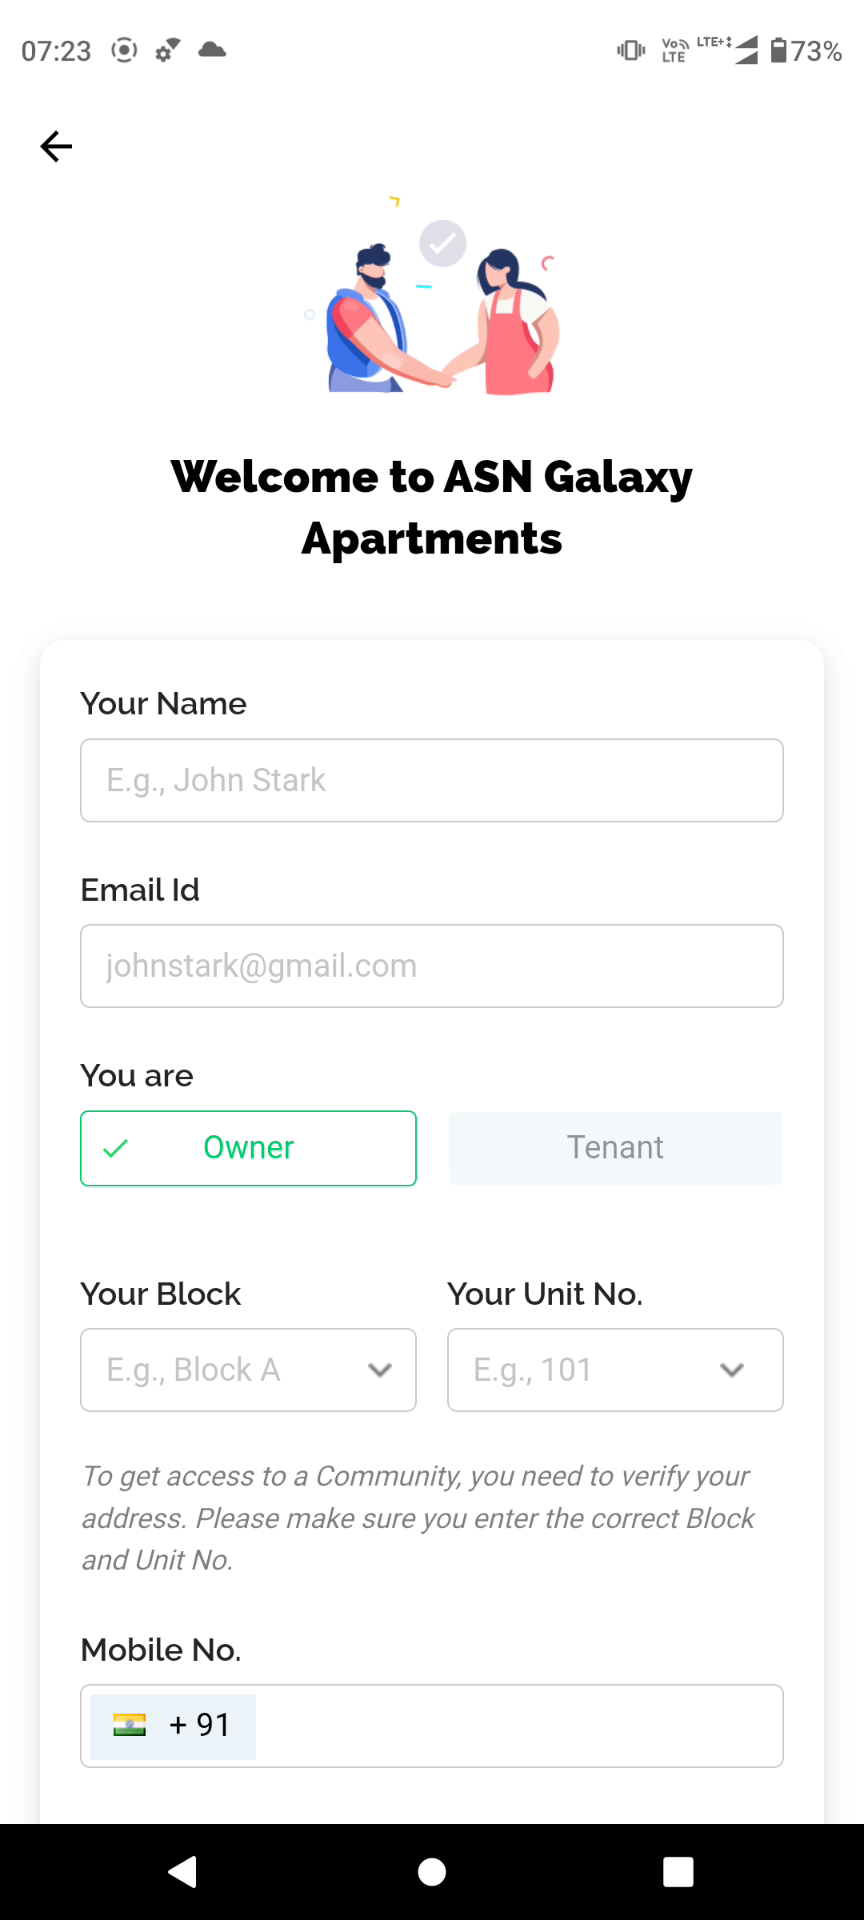 07:23
Vo LTE
LTE+
73%
Welcome to ASN Galaxy
Apartments
Your Name
E.g., John Stark
Email Id
johnstark@gmail.com
You are
Owner
Tenant
Your Block
Your Unit No.
E.g., Block A
E.g., 101
To get access to a Community, you need to verify your
address. Please make sure you enter the correct Block
and Unit No.
Mobile No.
+ 91